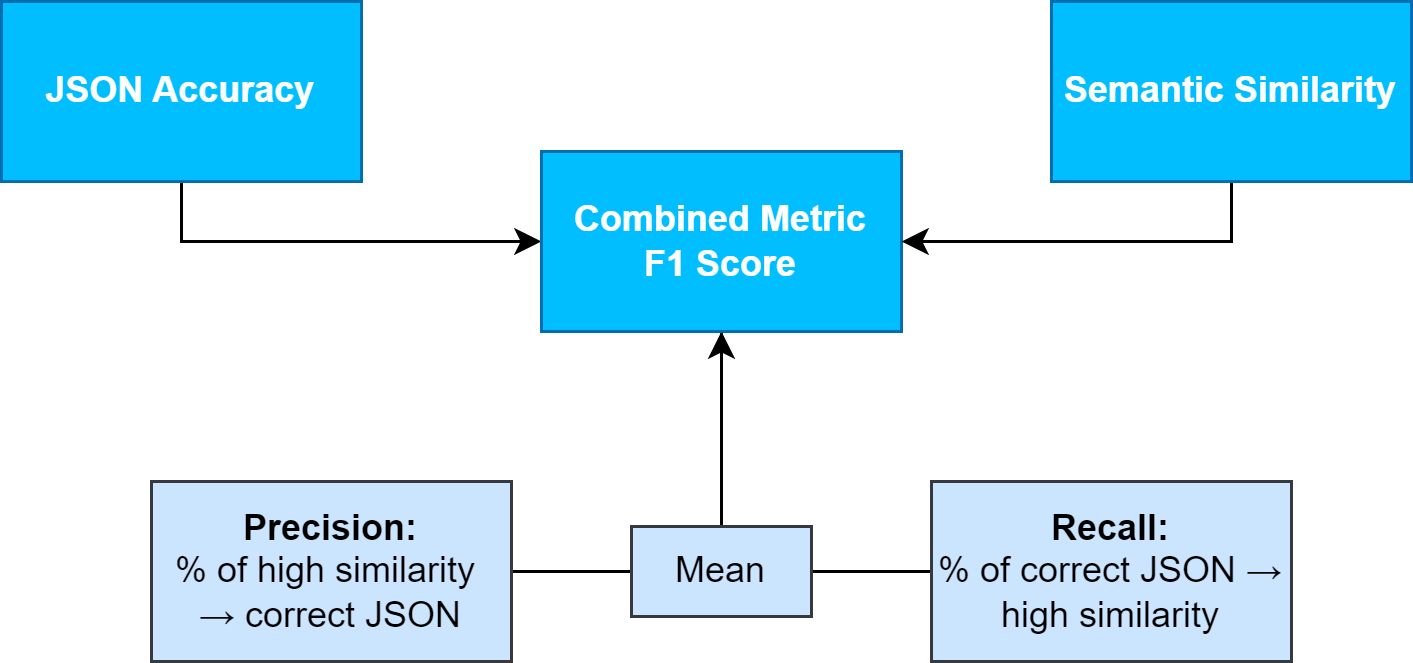 JSON Accuracy
Semantic Similarity
Combined Metric
F1 Score
Precision:
% of high similarity
→ correct JSON
Mean
Recall:
% of correct JSON →
high similarity